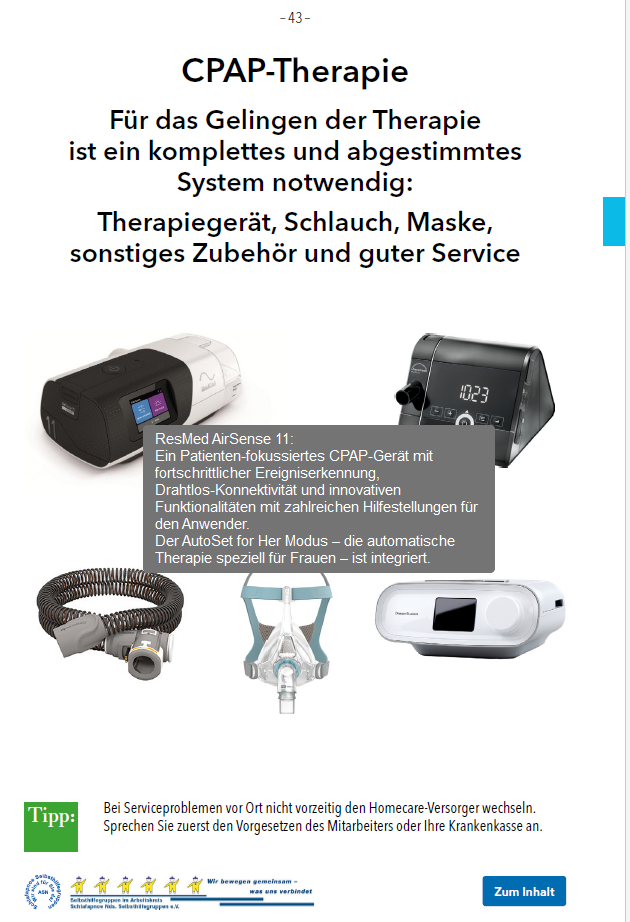 – 43 –
CPAP-Therapie
Für das Gelingen der Therapie
ist ein komplettes und abgestimmtes
System notwendig:
Therapiegerät, Schlauch, Maske,
sonstiges Zubehör und guter Service
ResMed
11
1023
ResMed AirSense 11:
Ein Patienten-fokussiertes CPAP-Gerät mit
fortschrittlicher Ereigniserkennung,
Drahtlos-Konnektivität und innovativen
Funktionalitäten mit zahlreichen Hilfestellungen für
den Anwender.
Der AutoSet for Her Modus – die automatische
Therapie speziell für Frauen – ist integriert.
DreamStation
Tipp:
Bei Serviceproblemen vor Ort nicht vorzeitig den Homecare-Versorger wechseln.
Sprechen Sie zuerst den Vorgesetzen des Mitarbeiters oder Ihre Krankenkasse an.
ASN
Wir bewegen gemeinsam –
was uns verbindet
Selbsthilfegruppen im Arbeitskreis
Schlafapnoe Nds. Selbsthilfegruppen e.V.
Zum Inhalt